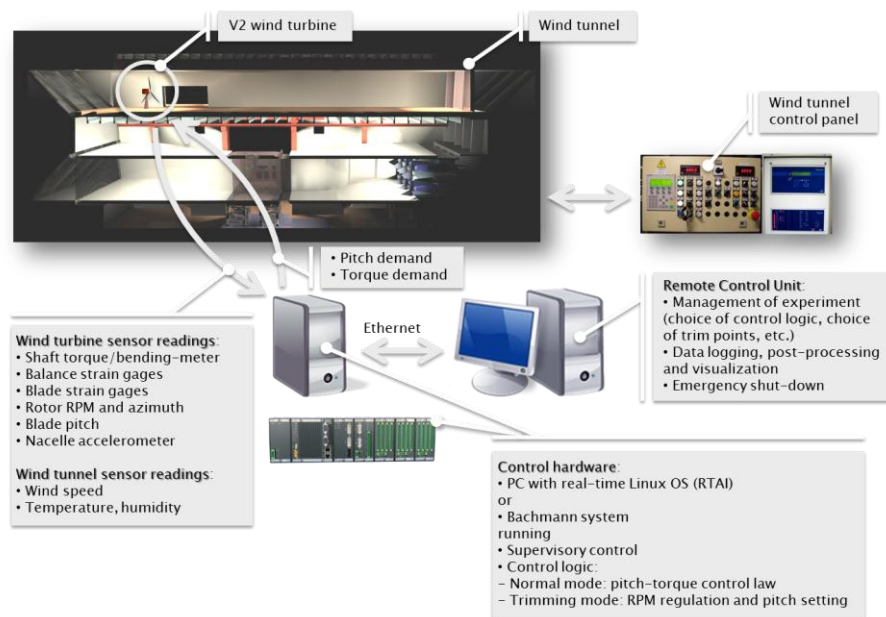 V2 wind turbine
Wind tunnel
Wind tunnel
control panel
• Pitch demand
• Torque demand
Ethernet
Remote Control Unit:
• Management of experiment
(choice of control logic, choice
of trim points, etc.)
• Data logging, post-processing
and visualization
• Emergency shut-down
Wind turbine sensor readings:
• Shaft torque/bending-meter
• Balance strain gages
• Blade strain gages
• Rotor RPM and azimuth
• Blade pitch
• Nacelle accelerometer
Wind tunnel sensor readings:
• Wind speed
• Temperature, humidity
Control hardware:
• PC with real-time Linux OS (RTAI)
or
• Bachmann system
running
• Supervisory control
• Control logic:
– Normal mode: pitch-torque control law
– Trimming mode: RPM regulation and pitch setting